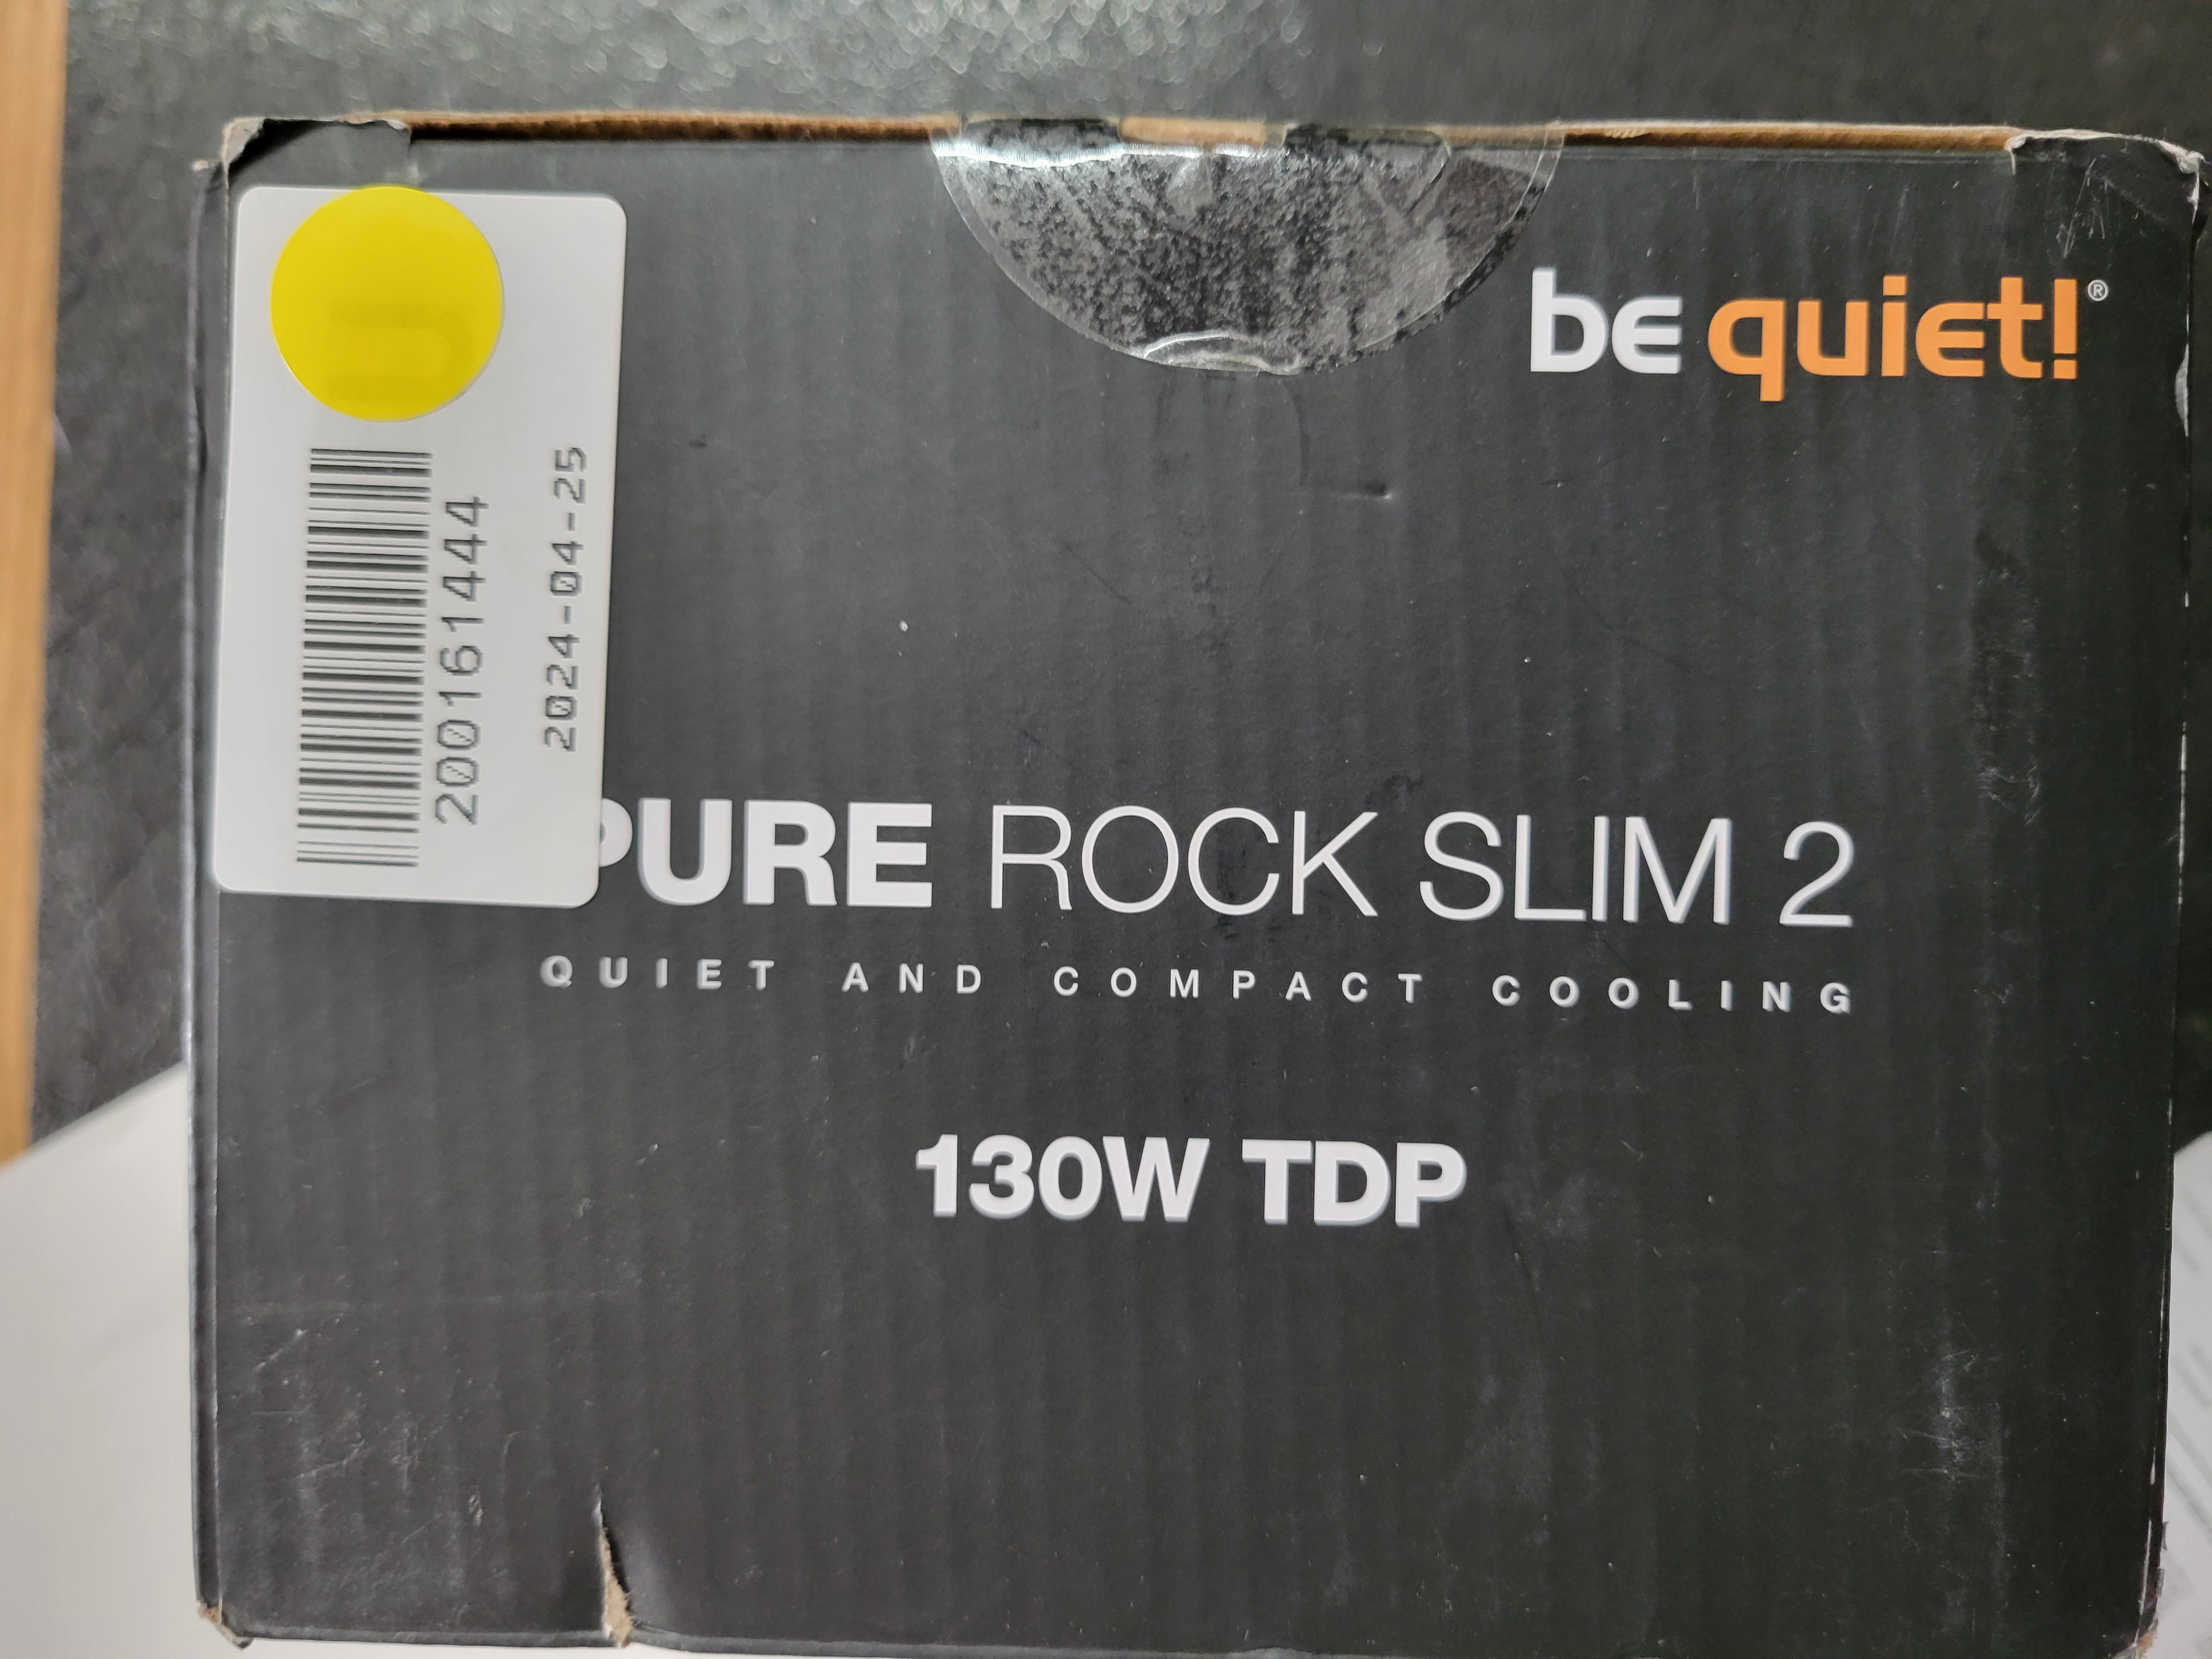 be quiet!®
200161444
2024-04-25
PURE ROCK SLIM 2
QUIET AND COMPACT COOLING
130W TDP